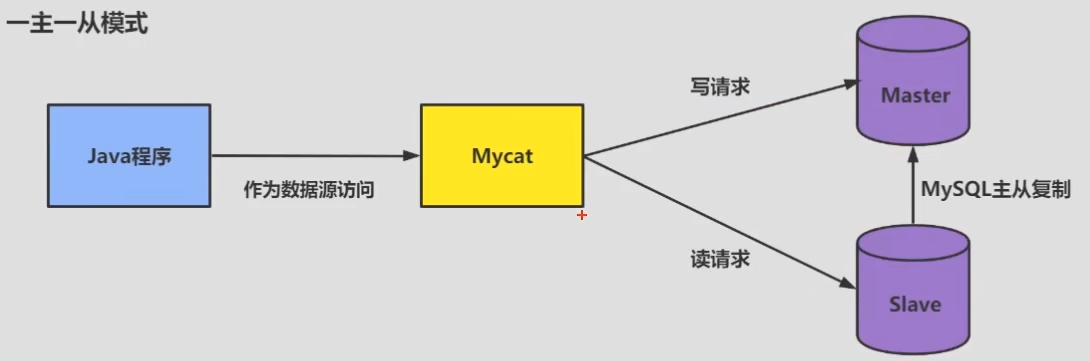 一主一从模式
Java程序
作为数据源访问
Mycat
写请求
读请求
Master
MySQL主从复制
Slave